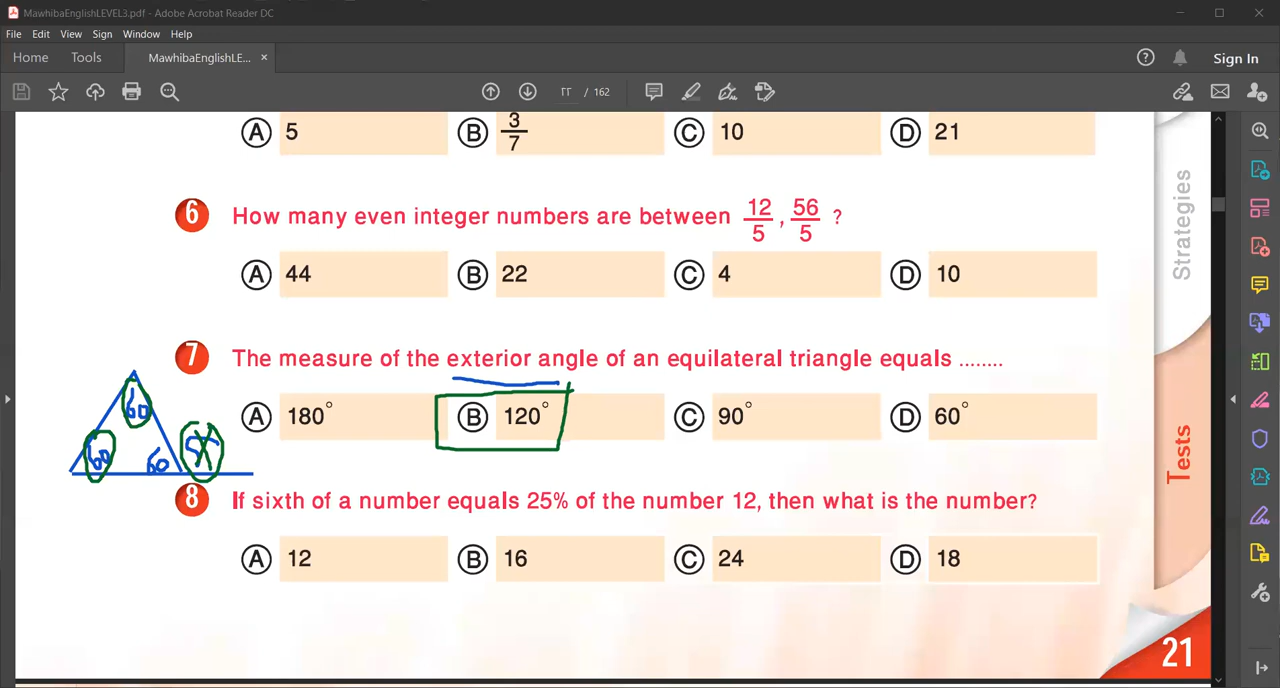 MawhibaEnglishLEVEL3.pdf - Adobe Acrobat Reader DC
File Edit View Sign Window Help
Home Tools MawhibaEnglishLE... × ? Sign In
٢٢ / 162
A 5 B 3/7 C 10 D 21
6 How many even integer numbers are between 12/5 , 56/5 ?
A 44 B 22 C 4 D 10
7 The measure of the exterior angle of an equilateral triangle equals ........
A 180° B 120° C 90° D 60°
60
60 60
8 If sixth of a number equals 25% of the number 12, then what is the number?
A 12 B 16 C 24 D 18
Strategies
Tests
21